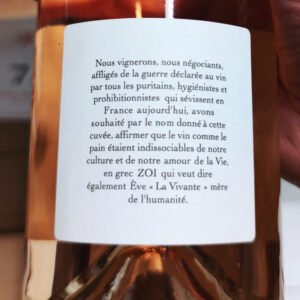 Nous vignerons, nous négociants,
affligés de la guerre déclarée au vin
par tous les puritains, hygiénistes et
prohibitionnistes qui sévissent en
France aujourd'hui, avons
souhaité par le nom donné à cette
cuvée, affirmer que le vin comme le
pain étaient indissociables de notre
culture et de notre amour de la Vie,
en grec ZOI qui veut dire
également Ève « La Vivante » mère
de l'humanité.
7